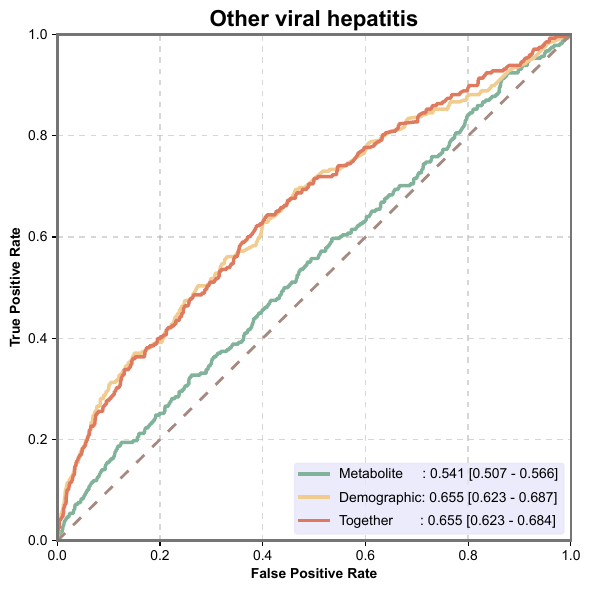 Other viral hepatitis
True Positive Rate
1.0
0.8
0.6
0.4
0.2
0.0
0.0 0.2 0.4 0.6 0.8 1.0
False Positive Rate
Metabolite : 0.541 [0.507 - 0.566]
Demographic: 0.655 [0.623 - 0.687]
Together : 0.655 [0.623 - 0.684]